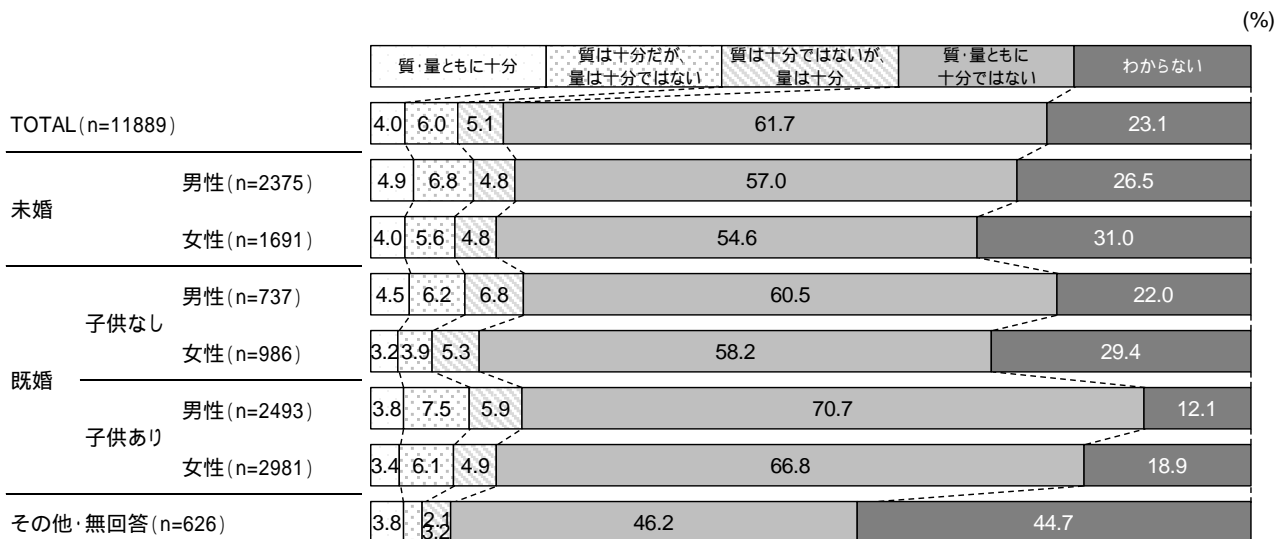 (%)
質・量ともに十分
質は十分だが、
量は十分ではない
質は十分ではないが、
量は十分
質・量ともに
十分ではない
わからない
TOTAL(n=11889)
4.0 6.0 5.1 61.7 23.1
未婚
男性(n=2375)
4.9 6.8 4.8 57.0 26.5
女性(n=1691)
4.0 5.6 4.8 54.6 31.0
既婚
子供なし
男性(n=737)
4.5 6.2 6.8 60.5 22.0
女性(n=986)
3.2 3.9 5.3 58.2 29.4
子供あり
男性(n=2493)
3.8 7.5 5.9 70.7 12.1
女性(n=2981)
3.4 6.1 4.9 66.8 18.9
その他・無回答(n=626)
3.8 2.1 3.2 46.2 44.7